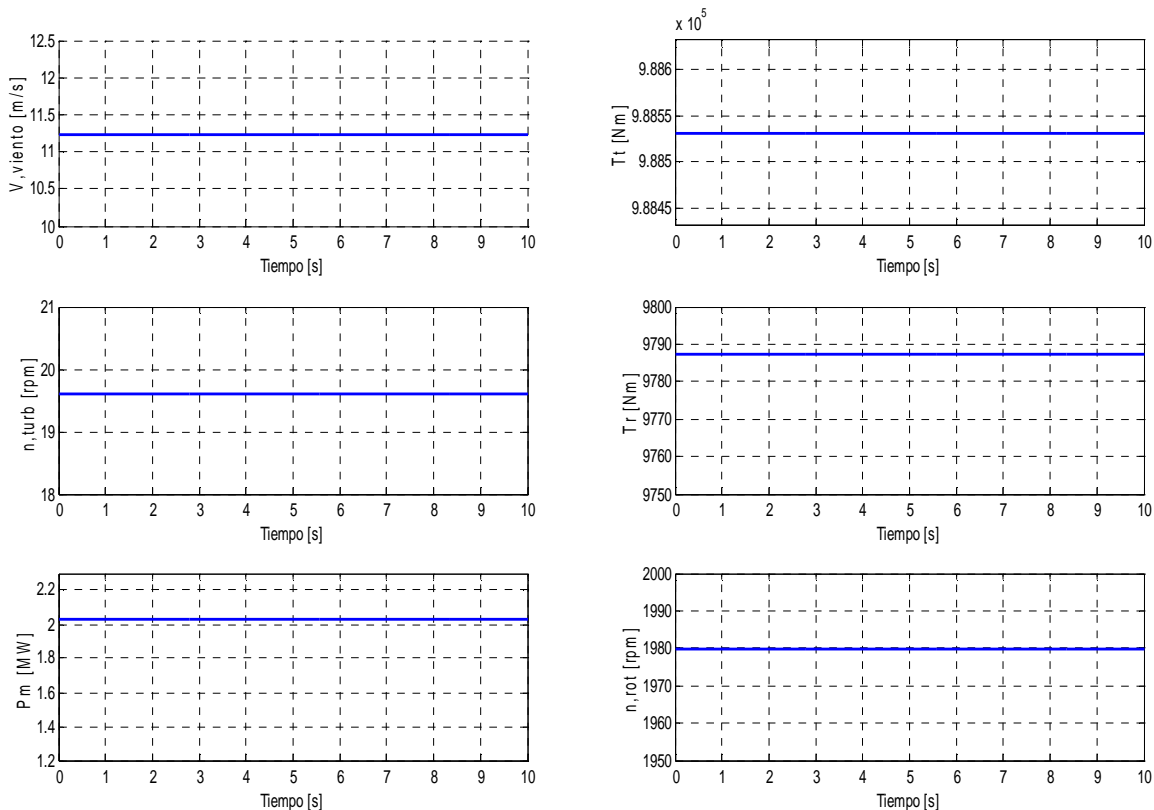 12.5
12
11.5
11
10.5
10
V,viento [m/s]
0 1 2 3 4 5 6 7 8 9 10
Tiempo [s]
x 10^5
9.886
9.8855
9.885
9.8845
Tt [Nm]
0 1 2 3 4 5 6 7 8 9 10
Tiempo [s]
21
20
19
18
n,turb [rpm]
0 1 2 3 4 5 6 7 8 9 10
Tiempo [s]
9800
9790
9780
9770
9760
9750
Tr [Nm]
0 1 2 3 4 5 6 7 8 9 10
Tiempo [s]
2.2
2
1.8
1.6
1.4
1.2
Pm [MW]
0 1 2 3 4 5 6 7 8 9 10
Tiempo [s]
2000
1990
1980
1970
1960
1950
n,rot [rpm]
0 1 2 3 4 5 6 7 8 9 10
Tiempo [s]